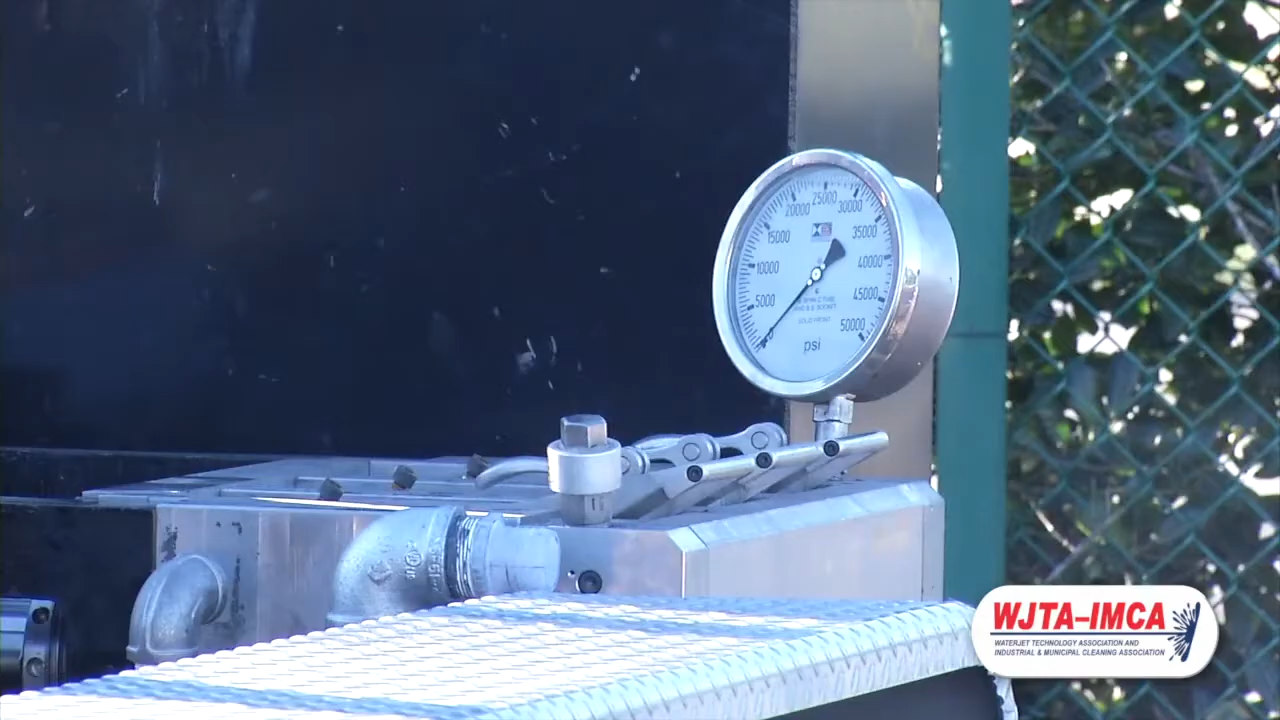 25000
20000
30000
15000
35000
10000
40000
5000
45000
50000
psi
WJTA-IMCA
WATERJET TECHNOLOGY ASSOCIATION AND
INDUSTRIAL & MUNICIPAL CLEANING ASSOCIATION